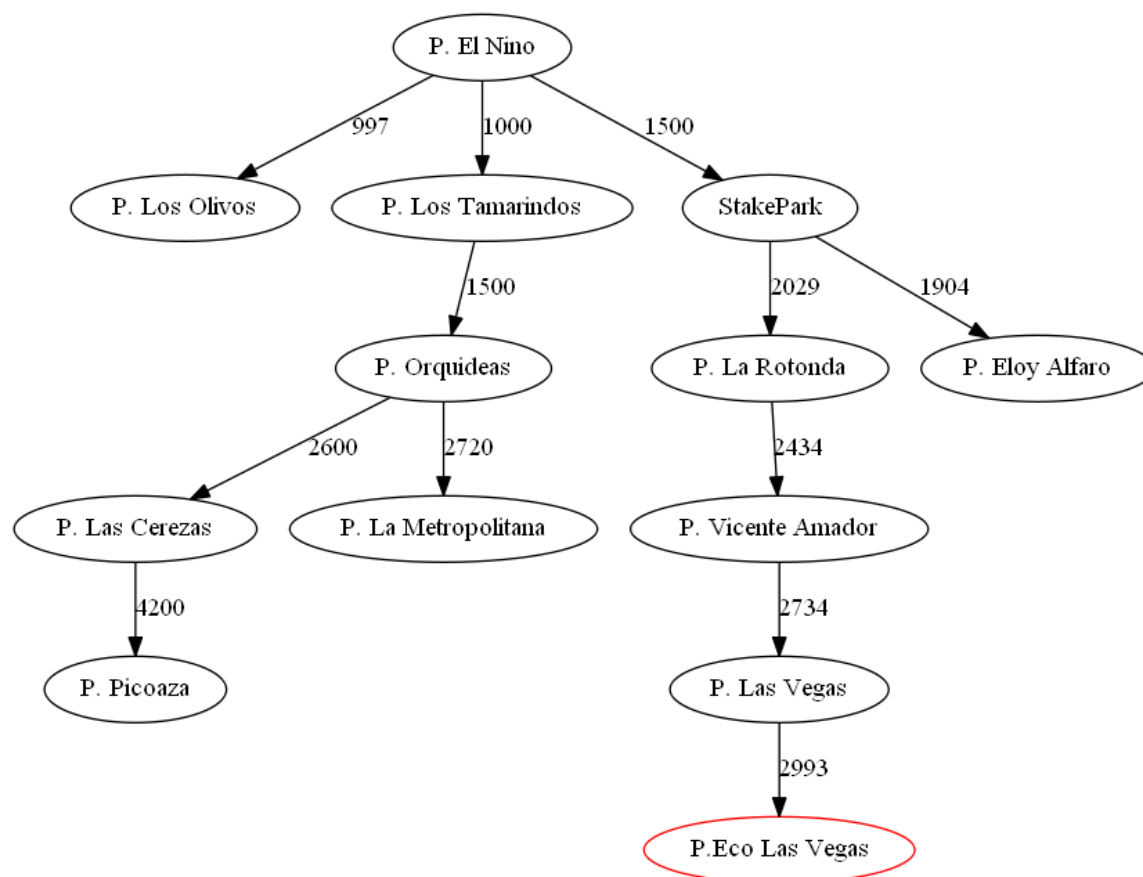 P. El Nino
997
1000
1500
P. Los Olivos
P. Los Tamarindos
StakePark
1500
2029
1904
P. Orquideas
P. La Rotonda
P. Eloy Alfaro
2600
2720
2434
P. Las Cerezas
P. La Metropolitana
P. Vicente Amador
4200
2734
P. Picoaza
P. Las Vegas
2993
P.Eco Las Vegas